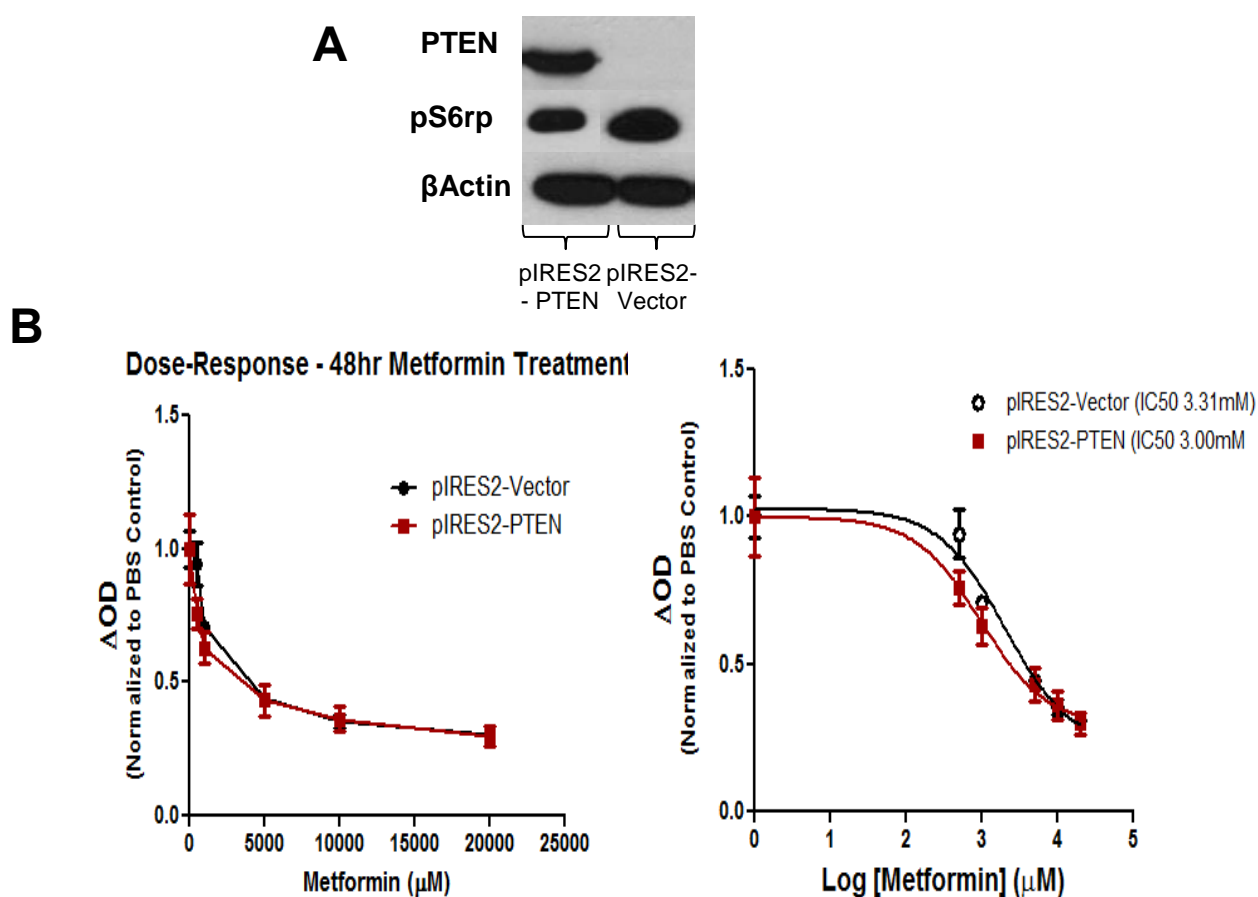 A
PTEN
pS6rp
βActin
pIRES2
- PTEN
pIRES2-
Vector
B
Dose-Response - 48hr Metformin Treatment
1.5
1.0
0.5
0.0
ΔOD
(Normalized to PBS Control)
pIRES2-Vector
pIRES2-PTEN
0 5000 10000 15000 20000 25000
Metformin (μM)
1.5
1.0
0.5
0.0
ΔOD
(Normalized to PBS Control)
pIRES2-Vector (IC50 3.31mM)
pIRES2-PTEN (IC50 3.00mM
0 1 2 3 4 5
Log [Metformin] (μM)